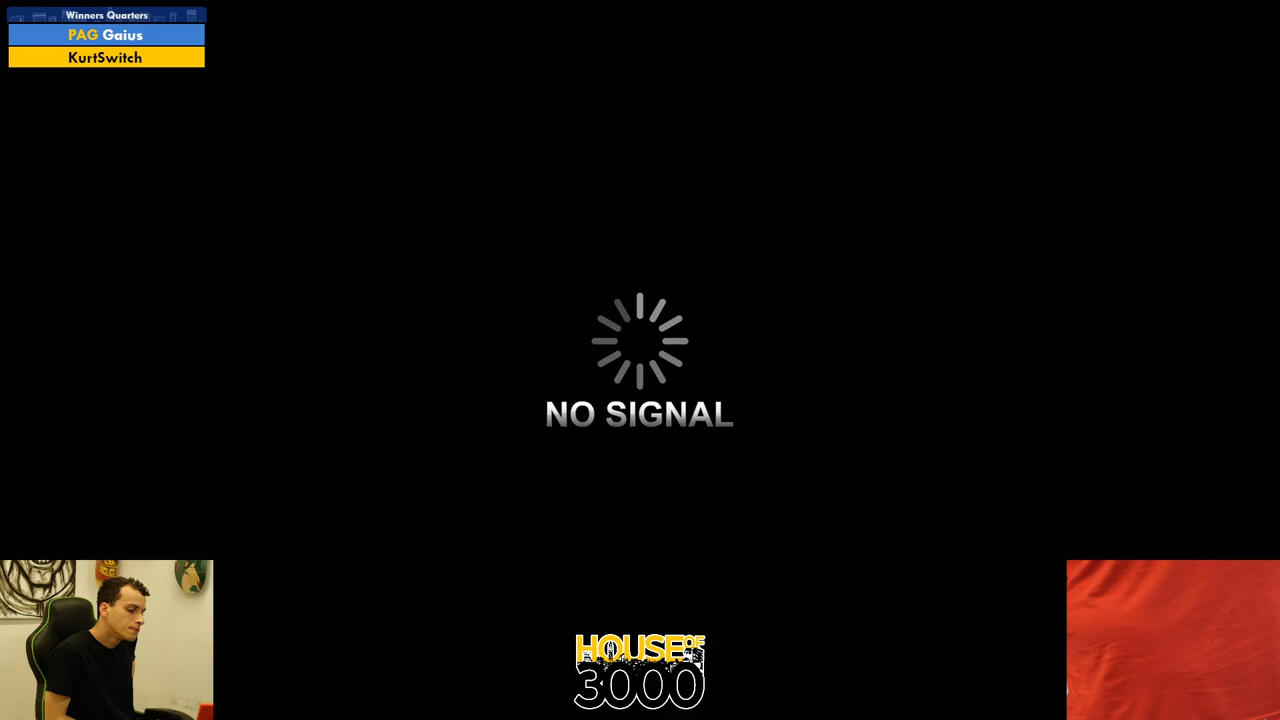 Winners Quarters
PAG Gaius
KurtSwitch
NO SIGNAL
HOUSE OF
3000